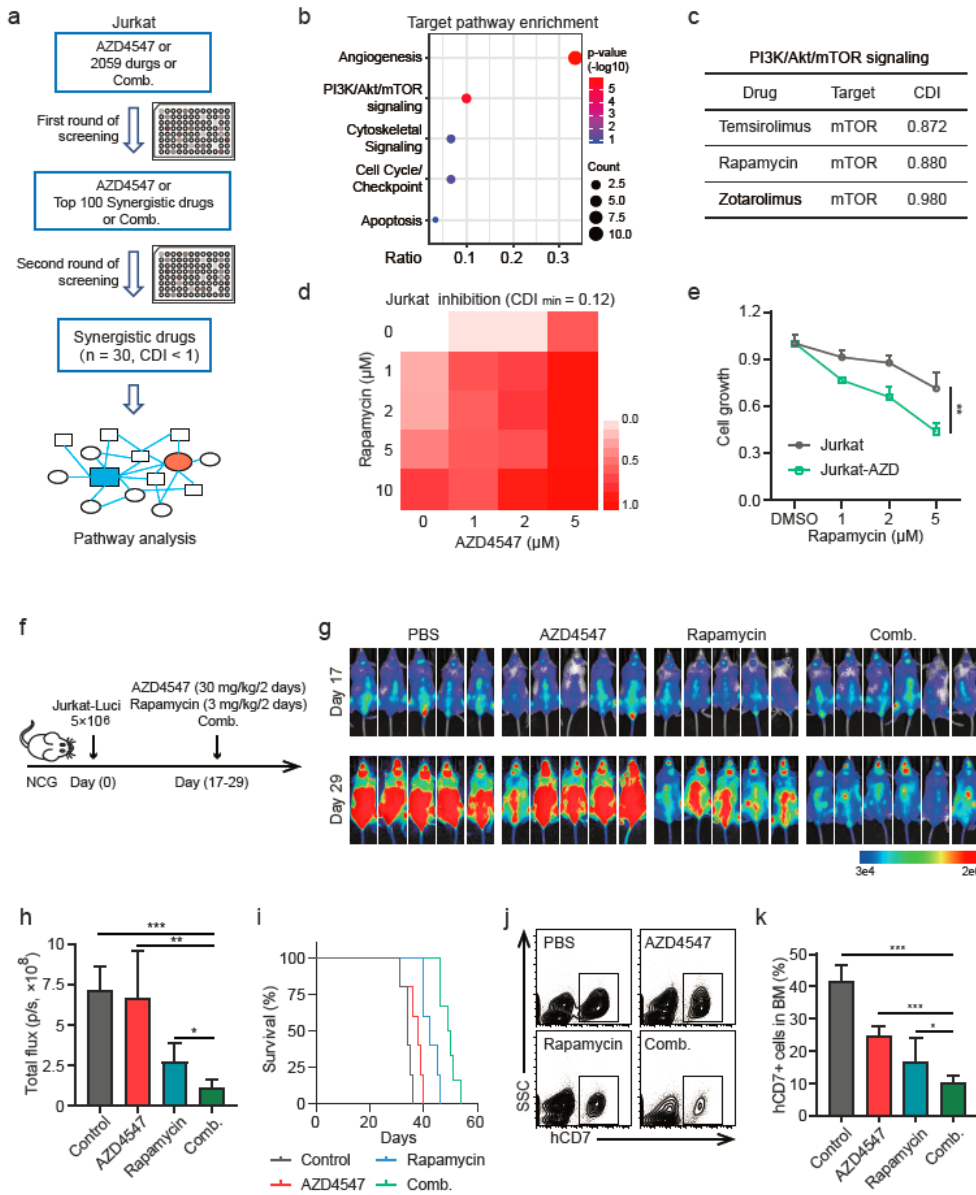 a
Jurkat
AZD4547 or
2059 durgs or
Comb.
First round of
screening
AZD4547 or
Top 100 Synergistic drugs
or Comb.
Second round of
screening
Synergistic drugs
(n = 30, CDI < 1)
Pathway analysis
b
Target pathway enrichment
Angiogenesis
PI3K/Akt/mTOR
signaling
Cytoskeletal
Signaling
Cell Cycle/
Checkpoint
Apoptosis
Ratio
0.1
0.2
0.3
p-value
(-log10)
5
4
3
2
1
Count
2.5
5.0
7.5
10.0
c
PI3K/Akt/mTOR signaling
Drug Target CDI
Temsirolimus mTOR 0.872
Rapamycin mTOR 0.880
Zotarolimus mTOR 0.980
d
Jurkat inhibition (CDI min = 0.12)
Rapamycin (µM)
0
1
2
5
10
0 1 2 5
AZD4547 (µM)
0.0
0.5
1.0
e
Cell growth
1.2
0.9
0.6
0.3
0.0
Jurkat
Jurkat-AZD
**
DMSO 1 2 5
Rapamycin (µM)
f
Jurkat-Luci
5×106
AZD4547 (30 mg/kg/2 days)
Rapamycin (3 mg/kg/2 days)
Comb.
NCG Day (0) Day (17-29)
g
PBS AZD4547 Rapamycin Comb.
Day 17
Day 29
3e4 2e6
h
Total flux (p/s, ×10⁸)
10
7.5
5.0
2.5
0
***
**
*
Control
AZD4547
Rapamycin
Comb.
i
Survival (%)
100
80
60
40
20
0
0 20 40 60
Days
Control Rapamycin
AZD4547 Comb.
j
PBS AZD4547
Rapamycin Comb.
SSC
hCD7
k
hCD7+ cells in BM (%)
50
40
30
20
10
0
***
***
*
Control
AZD4547
Rapamycin
Comb.